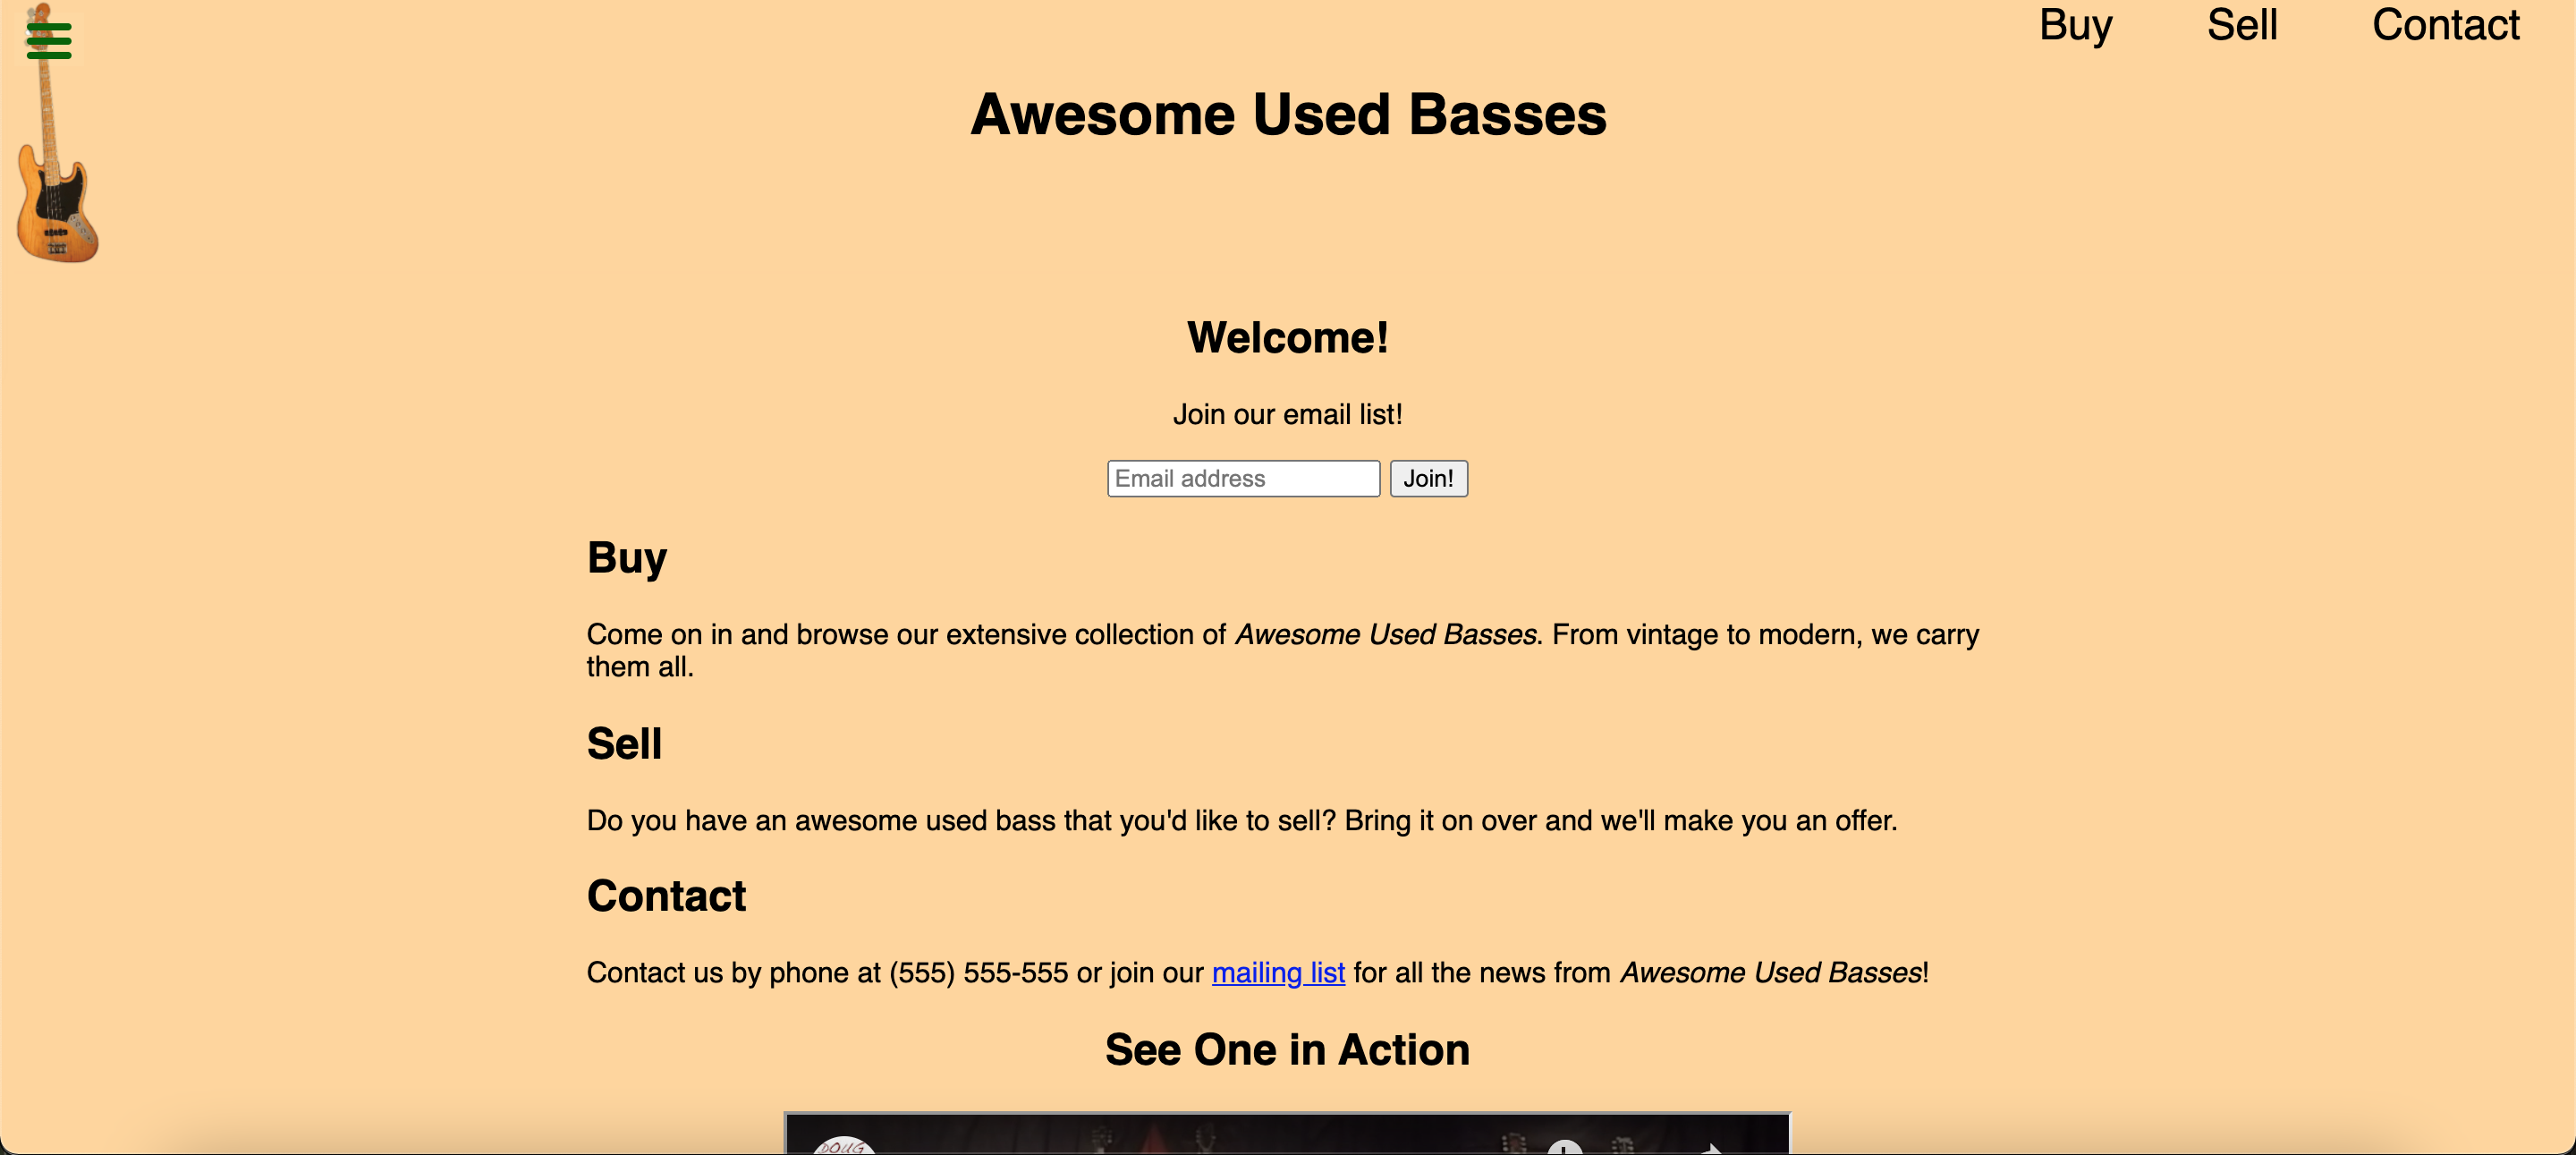 Buy Sell Contact
Awesome Used Basses
Welcome!
Join our email list!
Email address Join!
Buy
Come on in and browse our extensive collection of Awesome Used Basses. From vintage to modern, we carry
them all.
Sell
Do you have an awesome used bass that you'd like to sell? Bring it on over and we'll make you an offer.
Contact
Contact us by phone at (555) 555-555 or join our mailing list for all the news from Awesome Used Basses!
See One in Action
DOUG